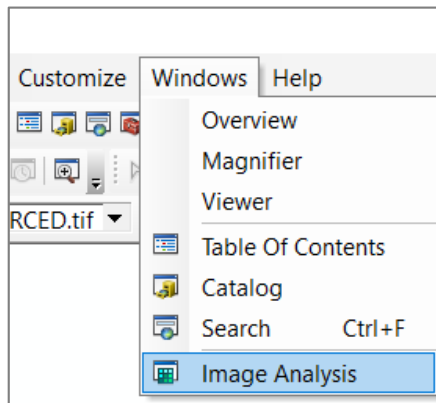 Customize Windows Help
Overview
Magnifier
Viewer
RCED.tif
Table Of Contents
Catalog
Search Ctrl+F
Image Analysis